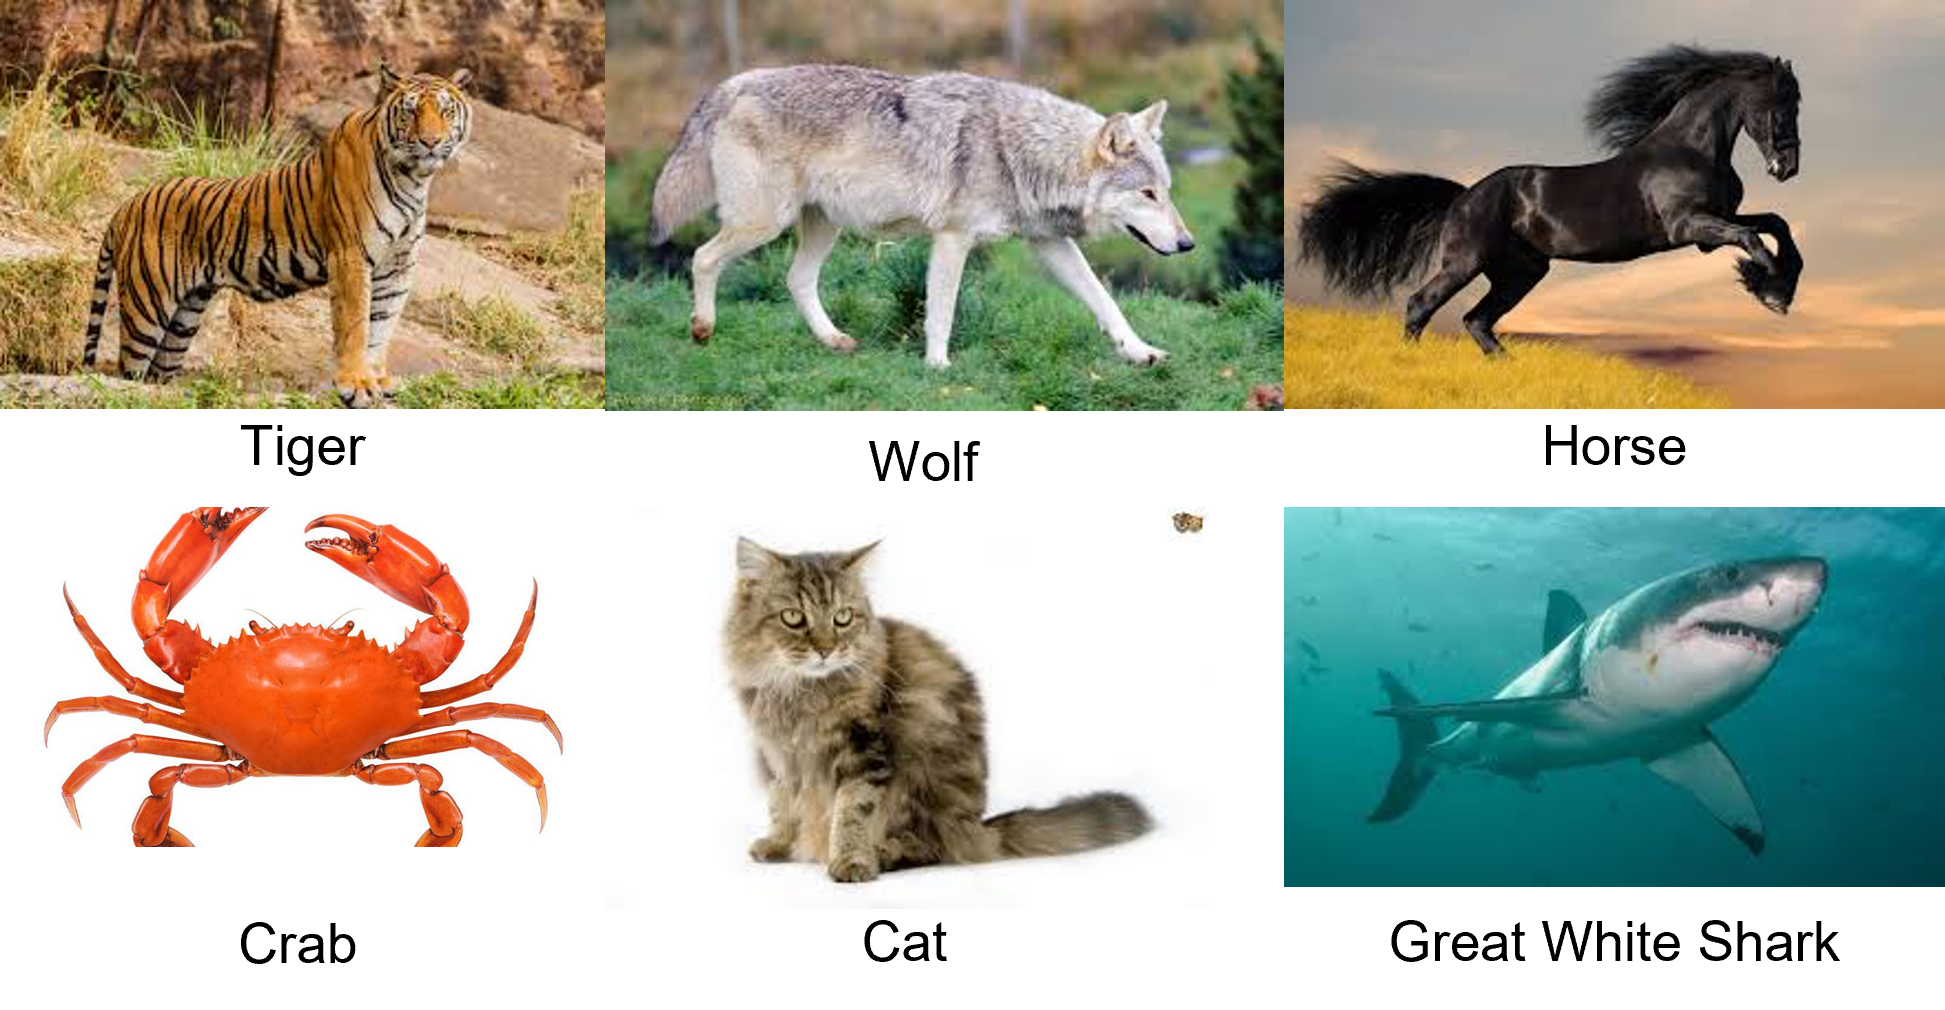 Tiger
Wolf
Horse
Crab
Cat
Great White Shark